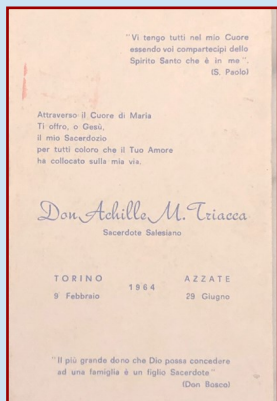 "Vi tengo tutti nel mio Cuore
essendo voi compartecipi dello
Spirito Santo che è in me".
(S. Paolo)
Attraverso il Cuore di Maria
Ti offro, o Gesù,
il mio Sacerdozio
per tutti coloro che il Tuo Amore
ha collocato sulla mia via.
Don Achille M. Triacca
Sacerdote Salesiano
TORINO
9 Febbraio
1964
AZZATE
29 Giugno
"Il più grande dono che Dio possa concedere
ad una famiglia è un figlio Sacerdote"
(Don Bosco)